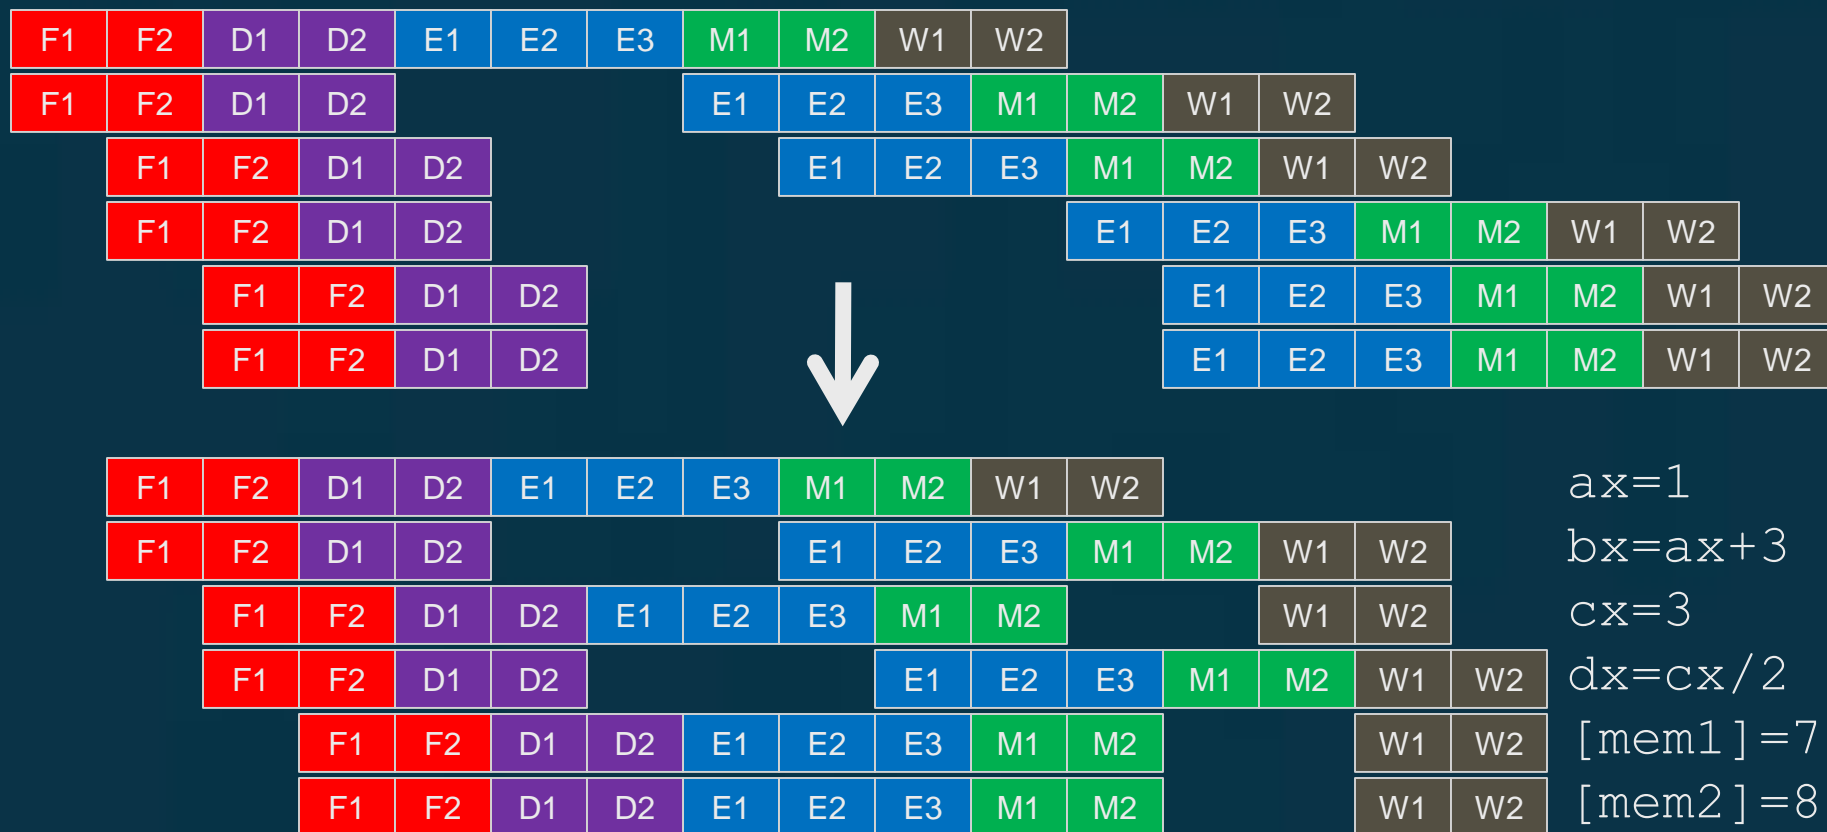 F1 F2 D1 D2 E1 E2 E3 M1 M2 W1 W2
F1 F2 D1 D2 E1 E2 E3 M1 M2 W1 W2
F1 F2 D1 D2 E1 E2 E3 M1 M2 W1 W2
F1 F2 D1 D2 E1 E2 E3 M1 M2 W1 W2
F1 F2 D1 D2 E1 E2 E3 M1 M2 W1 W2
F1 F2 D1 D2 E1 E2 E3 M1 M2 W1 W2
F1 F2 D1 D2 E1 E2 E3 M1 M2 W1 W2 ax=1
F1 F2 D1 D2 E1 E2 E3 M1 M2 W1 W2 bx=ax+3
F1 F2 D1 D2 E1 E2 E3 M1 M2 W1 W2 cx=3
F1 F2 D1 D2 E1 E2 E3 M1 M2 W1 W2 dx=cx/2
F1 F2 D1 D2 E1 E2 E3 M1 M2 W1 W2 [mem1]=7
F1 F2 D1 D2 E1 E2 E3 M1 M2 W1 W2 [mem2]=8